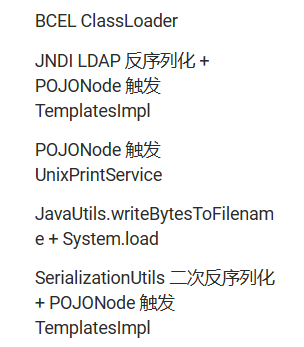 BCEL ClassLoader
JNDI LDAP 反序列化 +
POJONode 触发
TemplatesImpl
POJONode 触发
UnixPrintService
JavaUtils.writeBytesToFilenam
e + System.load
SerializationUtils 二次反序列化
+ POJONode 触发
TemplatesImpl